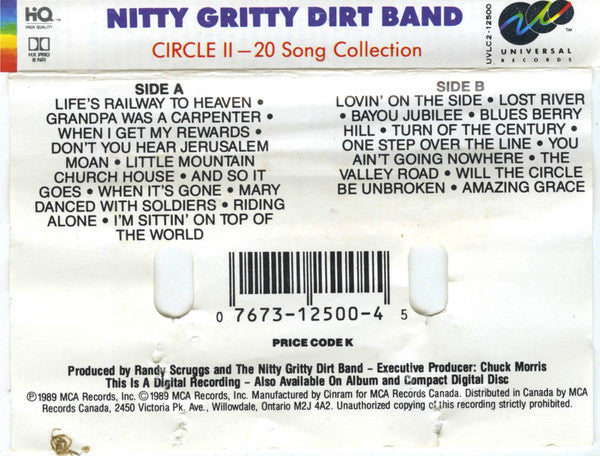 HQ™
HIGH QUALITY
HX PRO
B NR
NITTY GRITTY DIRT BAND
CIRCLE II – 20 Song Collection
UVLC2-12500
™
UNIVERSAL
RECORDS
SIDE A
LIFE'S RAILWAY TO HEAVEN •
GRANDPA WAS A CARPENTER •
WHEN I GET MY REWARDS •
DON'T YOU HEAR JERUSALEM
MOAN • LITTLE MOUNTAIN
CHURCH HOUSE • AND SO IT
GOES • WHEN IT'S GONE • MARY
DANCED WITH SOLDIERS • RIDING
ALONE • I'M SITTIN' ON TOP OF
THE WORLD
SIDE B
LOVIN' ON THE SIDE • LOST RIVER
• BAYOU JUBILEE • BLUES BERRY
HILL • TURN OF THE CENTURY •
ONE STEP OVER THE LINE • YOU
AIN'T GOING NOWHERE • THE
VALLEY ROAD • WILL THE CIRCLE
BE UNBROKEN • AMAZING GRACE
0 7673-12500-4 5
PRICE CODE K
Produced by Randy Scruggs and The Nitty Gritty Dirt Band – Executive Producer: Chuck Morris
This Is A Digital Recording – Also Available On Album and Compact Digital Disc
℗1989 MCA Records, Inc. ©1989 MCA Records, Inc. Manufactured by Cinram for MCA Records Canada. Distributed in Canada by MCA
Records Canada, 2450 Victoria Pk. Ave., Willowdale, Ontario M2J 4A2. Unauthorized copying of this recording strictly prohibited.